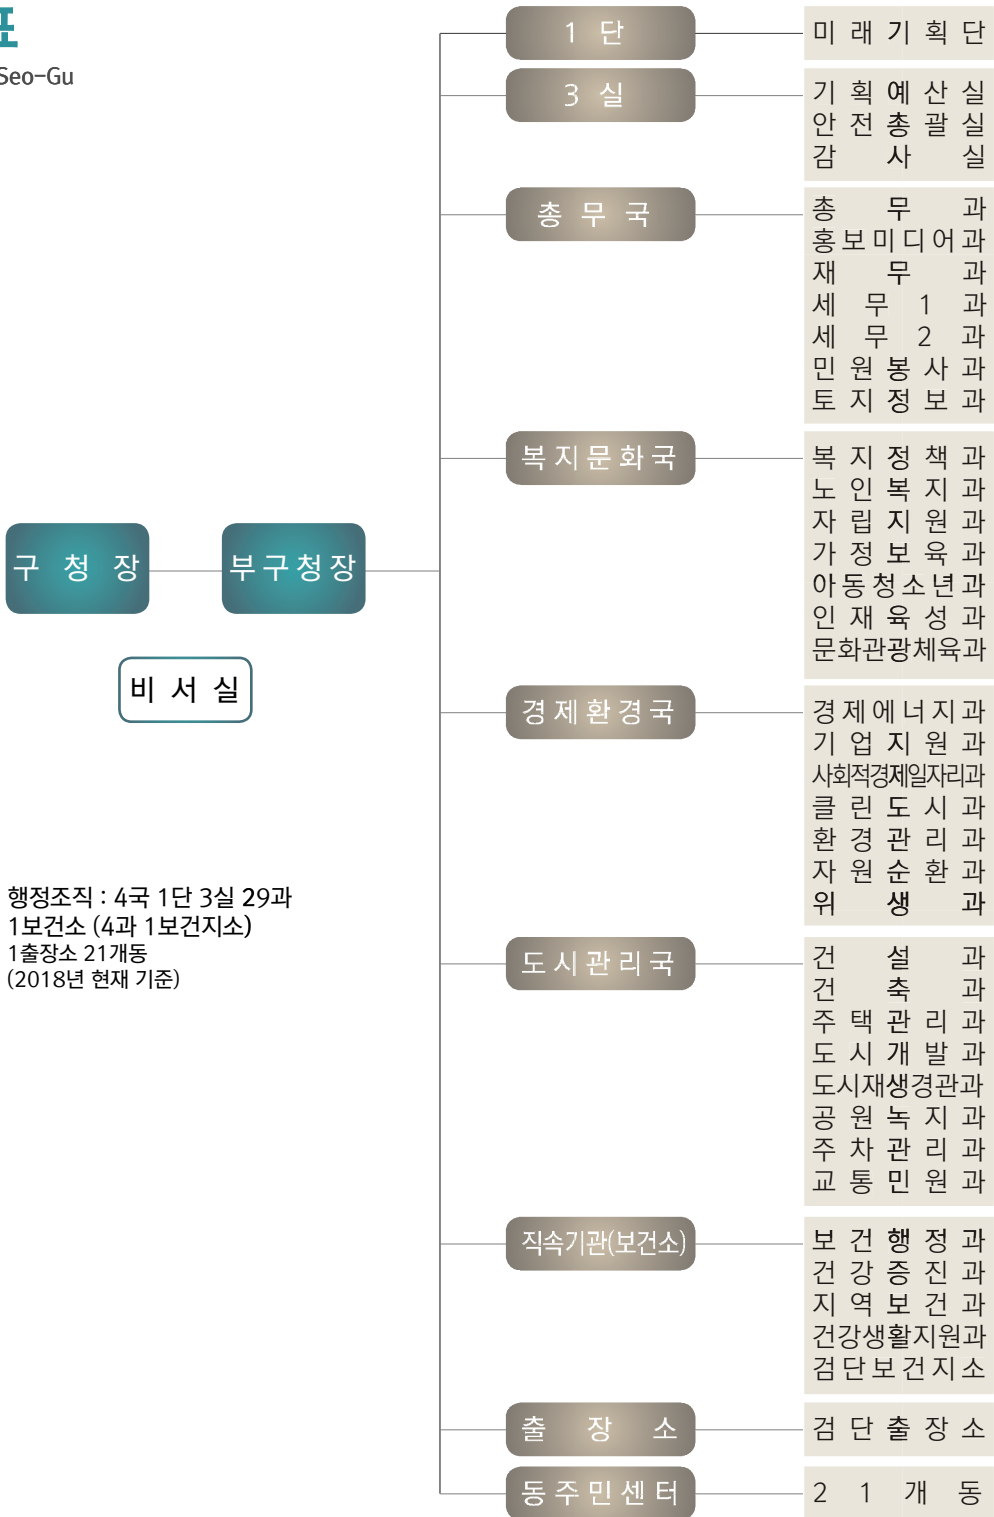 표
Seo-Gu
구 청 장
부구청장
비 서 실
행정조직 : 4국 1단 3실 29과
1보건소 (4과 1보건지소)
1출장소 21개동
(2018년 현재 기준)
1 단
미 래 기 획 단
3 실
기 획 예 산 실
안 전 총 괄 실
감 사 실
총 무 국
총 무 과
홍보미디어과
재 무 과
세 무 1 과
세 무 2 과
민 원 봉 사 과
토 지 정 보 과
복지문화국
복 지 정 책 과
노 인 복 지 과
자 립 지 원 과
가 정 보 육 과
아동청소년과
인 재 육 성 과
문화관광체육과
경제환경국
경제에너지과
기 업 지 원 과
사회적경제일자리과
클 린 도 시 과
환 경 관 리 과
자 원 순 환 과
위 생 과
도시관리국
건 설 과
건 축 과
주 택 관 리 과
도 시 개 발 과
도시재생경관과
공 원 녹 지 과
주 차 관 리 과
교 통 민 원 과
직속기관(보건소)
보 건 행 정 과
건 강 증 진 과
지 역 보 건 과
건강생활지원과
검단보건지소
출 장 소
검 단 출 장 소
동주민센터
2 1 개 동